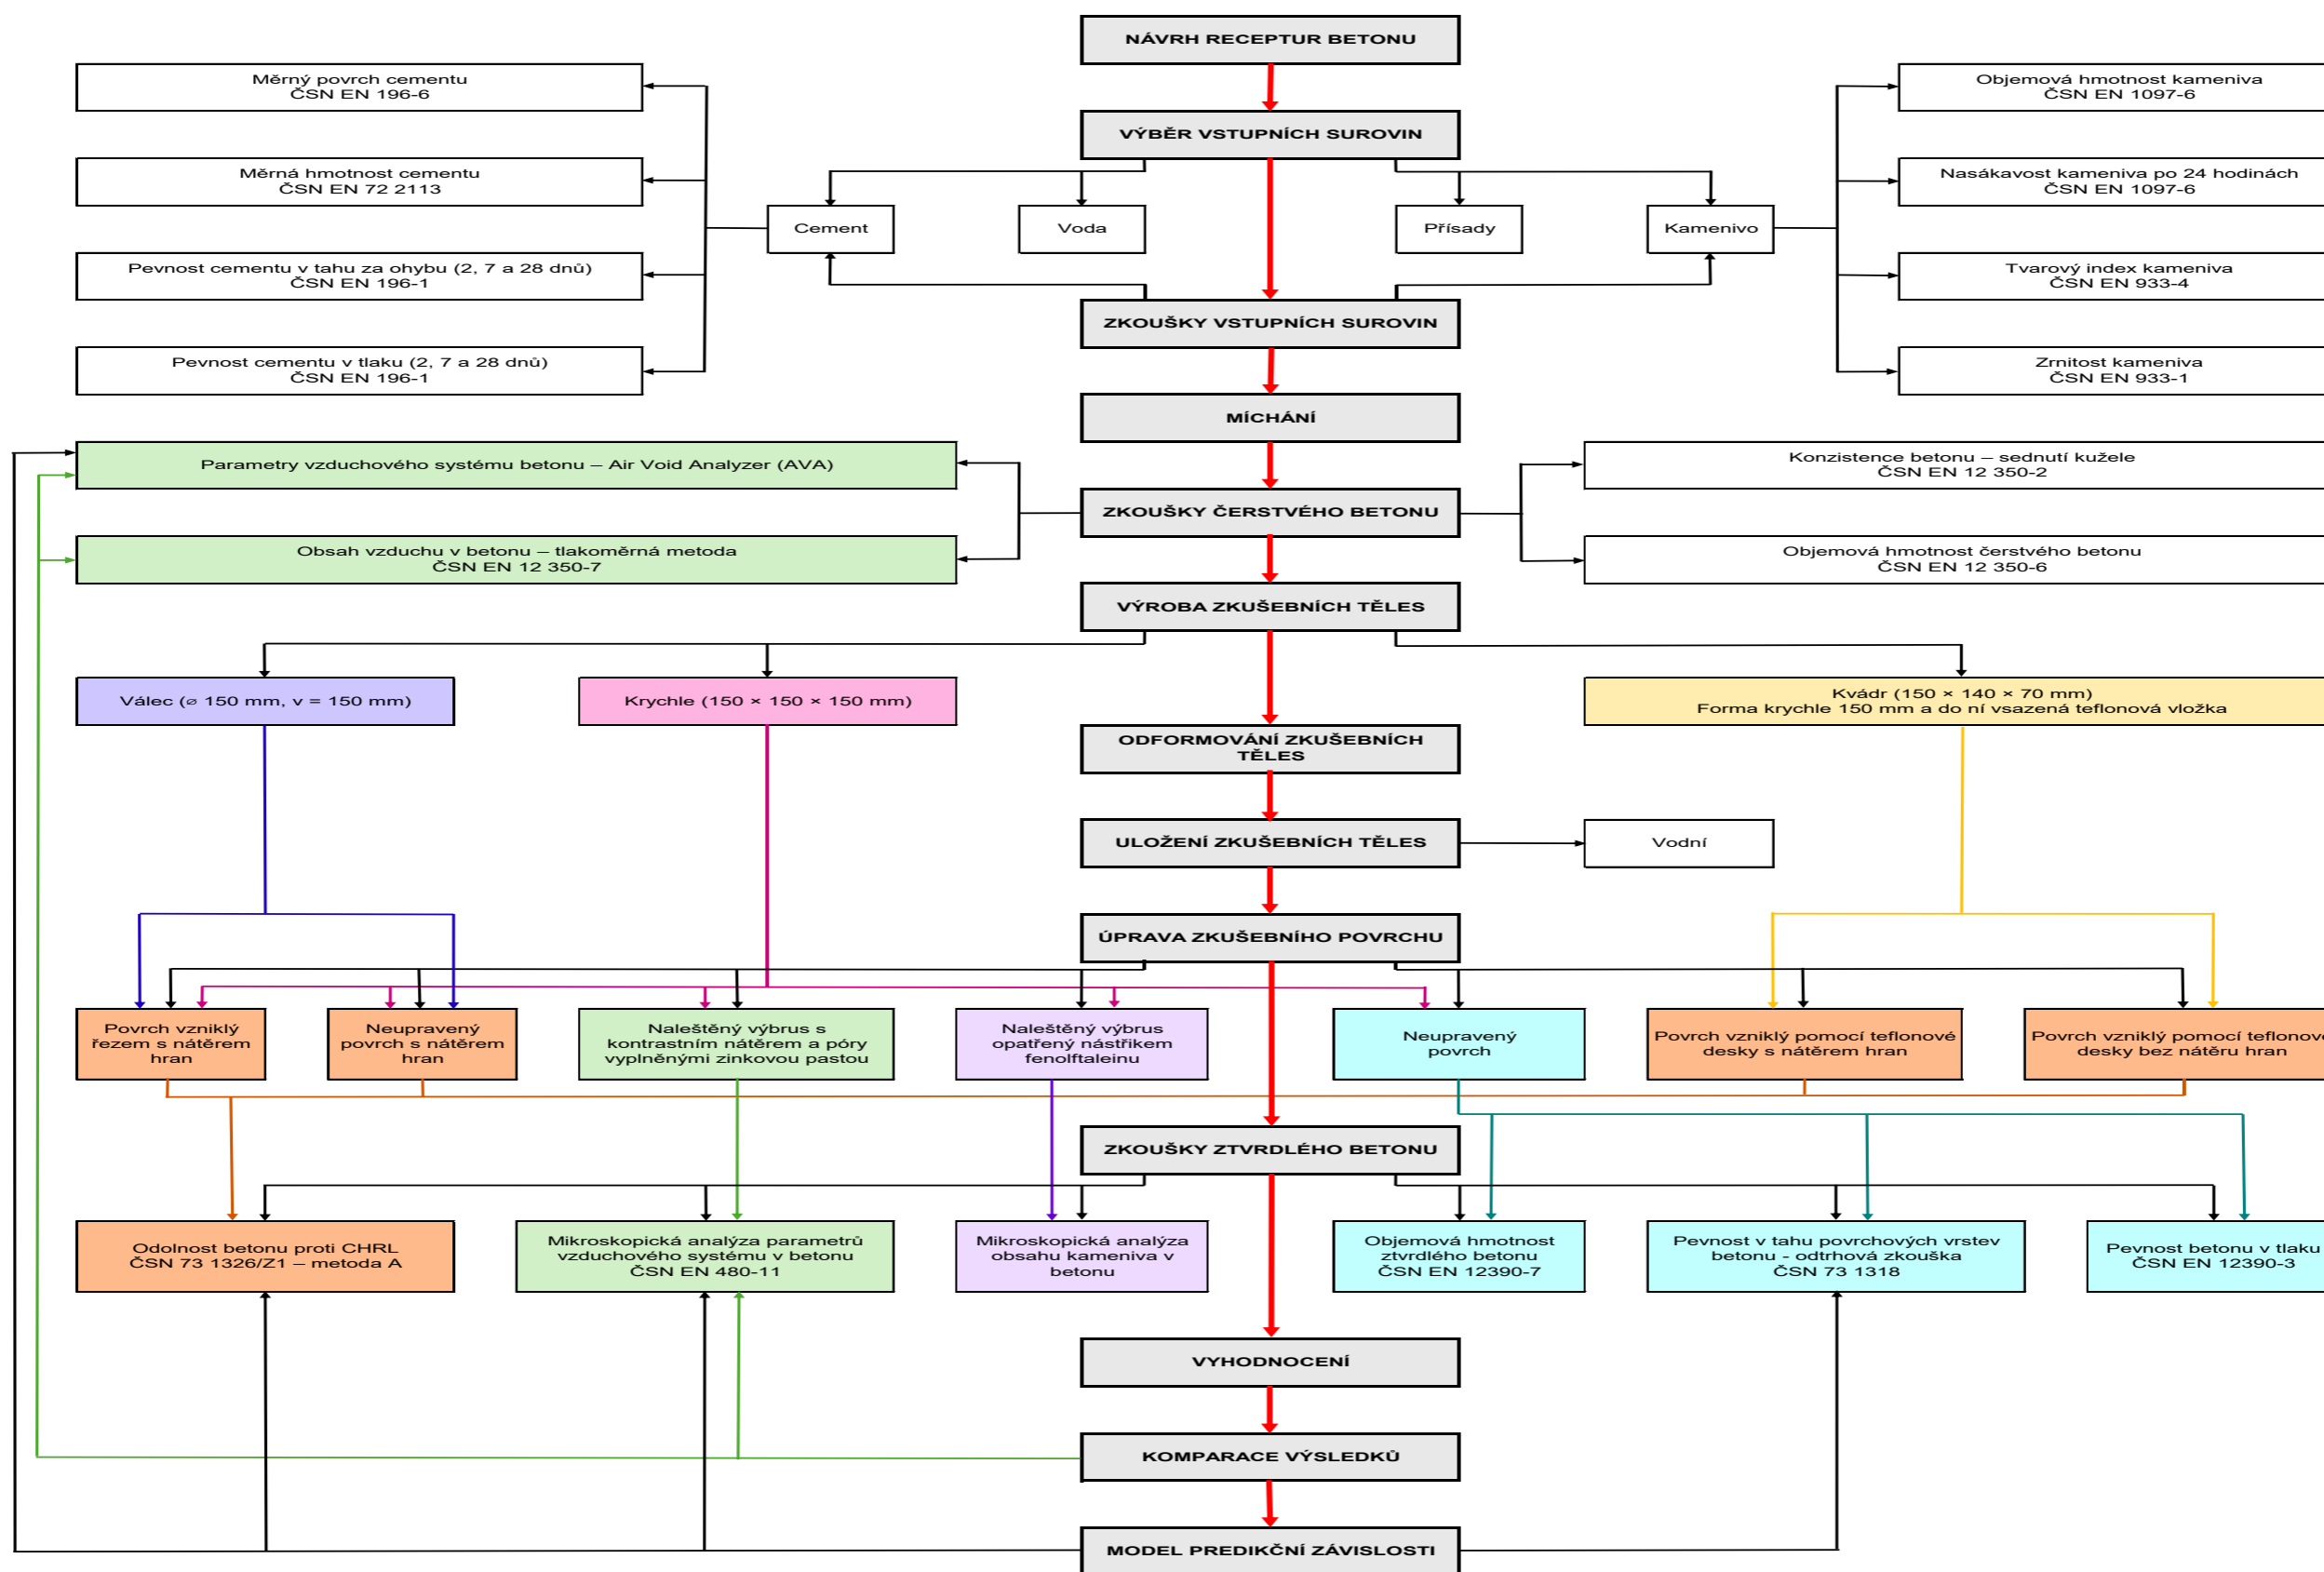 NÁVRH RECEPTUR BETONU
Měrný povrch cementu
ČSN EN 196-6
Objemová hmotnost kameniva
ČSN EN 1097-6
VÝBĚR VSTUPNÍCH SUROVIN
Měrná hmotnost cementu
ČSN EN 72 2113
Nasákavost kameniva po 24 hodinách
ČSN EN 1097-6
Cement
Voda
Přísady
Kamenivo
Pevnost cementu v tahu za ohybu (2, 7 a 28 dnů)
ČSN EN 196-1
Tvarový index kameniva
ČSN EN 933-4
ZKOUŠKY VSTUPNÍCH SUROVIN
Pevnost cementu v tlaku (2, 7 a 28 dnů)
ČSN EN 196-1
Zrnitost kameniva
ČSN EN 933-1
MÍCHÁNÍ
Parametry vzduchového systému betonu – Air Void Analyzer (AVA)
Konzistence betonu – sednutí kužele
ČSN EN 12 350-2
ZKOUŠKY ČERSTVÉHO BETONU
Obsah vzduchu v betonu – tlakoměrná metoda
ČSN EN 12 350-7
Objemová hmotnost čerstvého betonu
ČSN EN 12 350-6
VÝROBA ZKUŠEBNÍCH TĚLES
Válec (⌀ 150 mm, v = 150 mm)
Krychle (150 × 150 × 150 mm)
Kvádr (150 × 140 × 70 mm)
Forma krychle 150 mm a do ní vsazená teflonová vložka
ODFORMOVÁNÍ ZKUŠEBNÍCH
TĚLES
ULOŽENÍ ZKUŠEBNÍCH TĚLES
Vodní
ÚPRAVA ZKUŠEBNÍHO POVRCHU
Povrch vzniklý
řezem s nátěrem
hran
Neupravený
povrch s nátěrem
hran
Naleštěný výbrus s
kontrastním nátěrem a póry
vyplněnými zinkovou pastou
Naleštěný výbrus
opatřený nástřikem
fenolftaleinu
Neupravený
povrch
Povrch vzniklý pomocí teflonové
desky s nátěrem hran
Povrch vzniklý pomocí teflonové
desky bez nátěru hran
ZKOUŠKY ZTVRDLÉHO BETONU
Odolnost betonu proti CHRL
ČSN 73 1326/Z1 – metoda A
Mikroskopická analýza parametrů
vzduchového systému v betonu
ČSN EN 480-11
Mikroskopická analýza
obsahu kameniva v
betonu
Objemová hmotnost
ztvrdlého betonu
ČSN EN 12390-7
Pevnost v tahu povrchových vrstev
betonu - odtrhová zkouška
ČSN 73 1318
Pevnost betonu v tlaku
ČSN EN 12390-3
VYHODNOCENÍ
KOMPARACE VÝSLEDKŮ
MODEL PREDIKČNÍ ZÁVISLOSTI